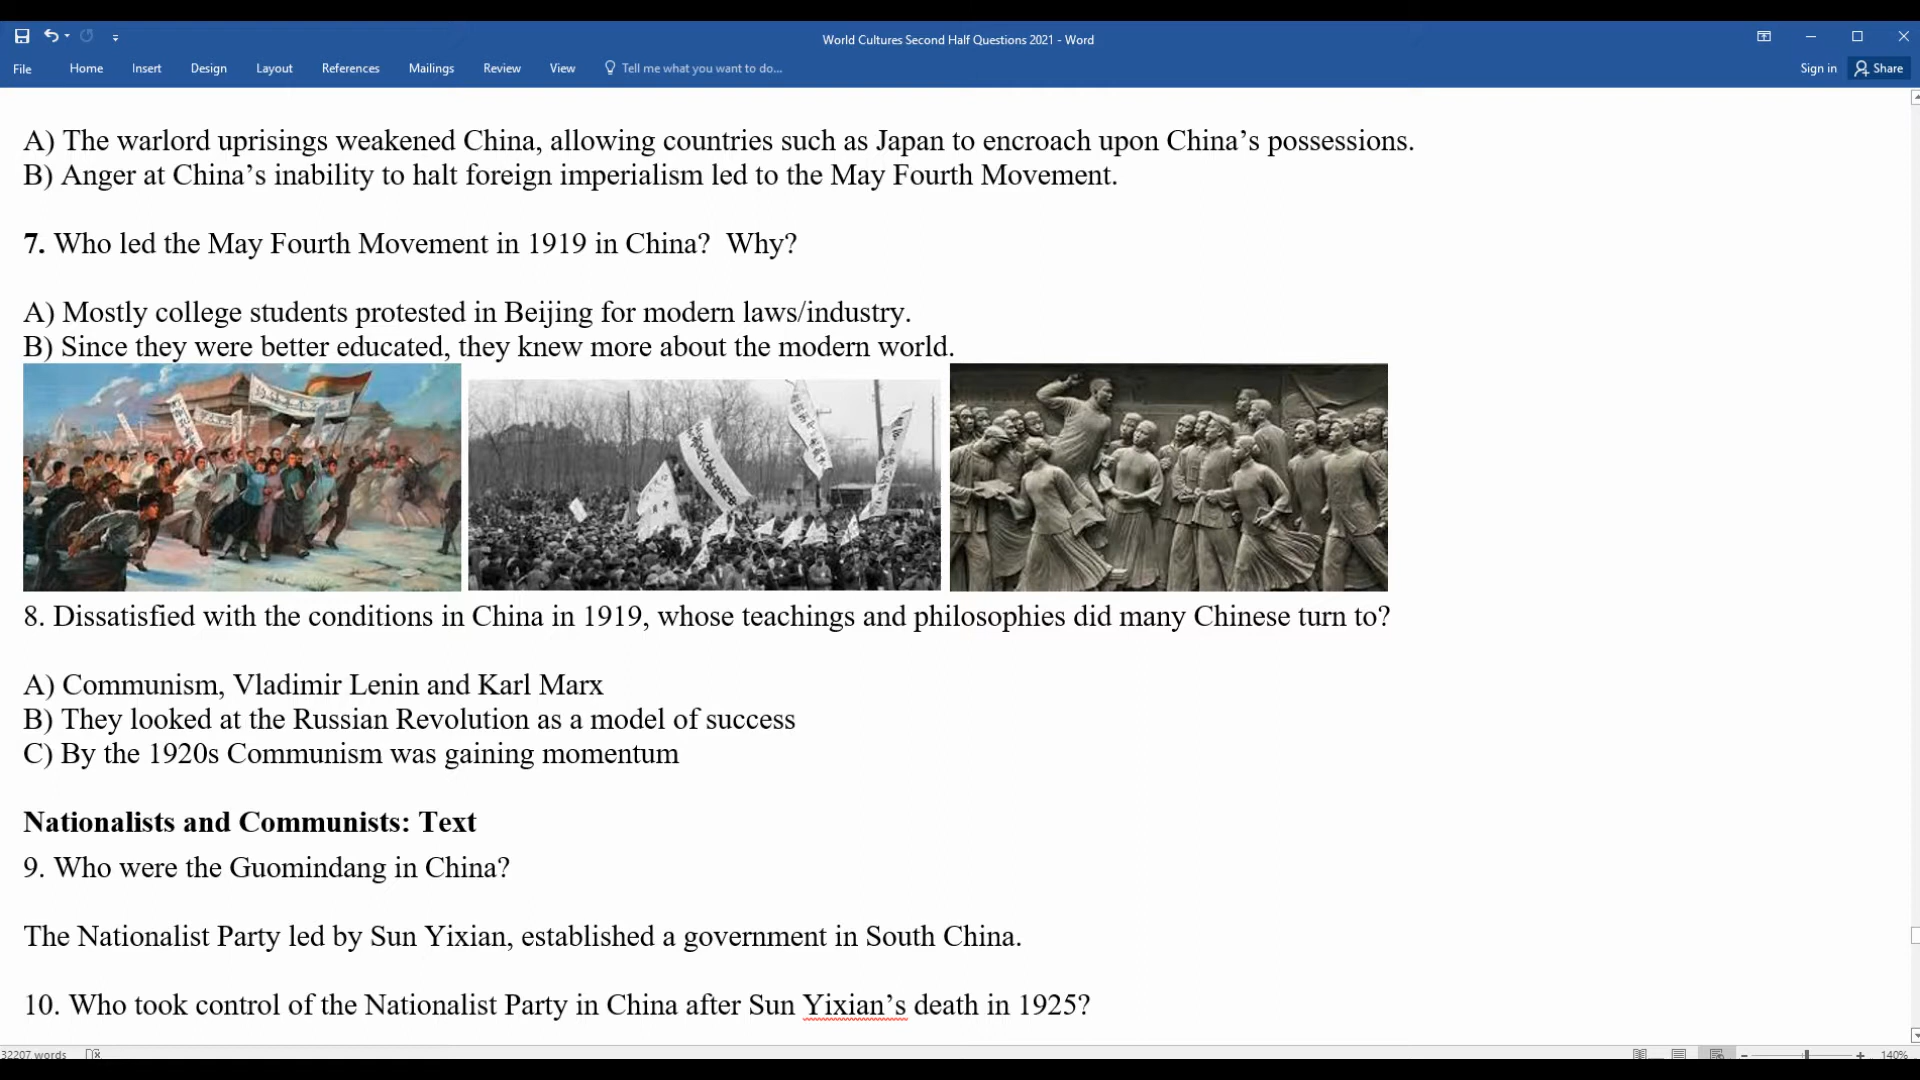 World Cultures Second Half Questions 2021 - Word
File Home Insert Design Layout References Mailings Review View Tell me what you want to do... Sign in Share
A) The warlord uprisings weakened China, allowing countries such as Japan to encroach upon China’s possessions.
B) Anger at China’s inability to halt foreign imperialism led to the May Fourth Movement.
7. Who led the May Fourth Movement in 1919 in China?  Why?
A) Mostly college students protested in Beijing for modern laws/industry.
B) Since they were better educated, they knew more about the modern world.
8. Dissatisfied with the conditions in China in 1919, whose teachings and philosophies did many Chinese turn to?
A) Communism, Vladimir Lenin and Karl Marx
B) They looked at the Russian Revolution as a model of success
C) By the 1920s Communism was gaining momentum
Nationalists and Communists: Text
9. Who were the Guomindang in China?
The Nationalist Party led by Sun Yixian, established a government in South China.
10. Who took control of the Nationalist Party in China after Sun Yixian’s death in 1925?
32207 words 140%